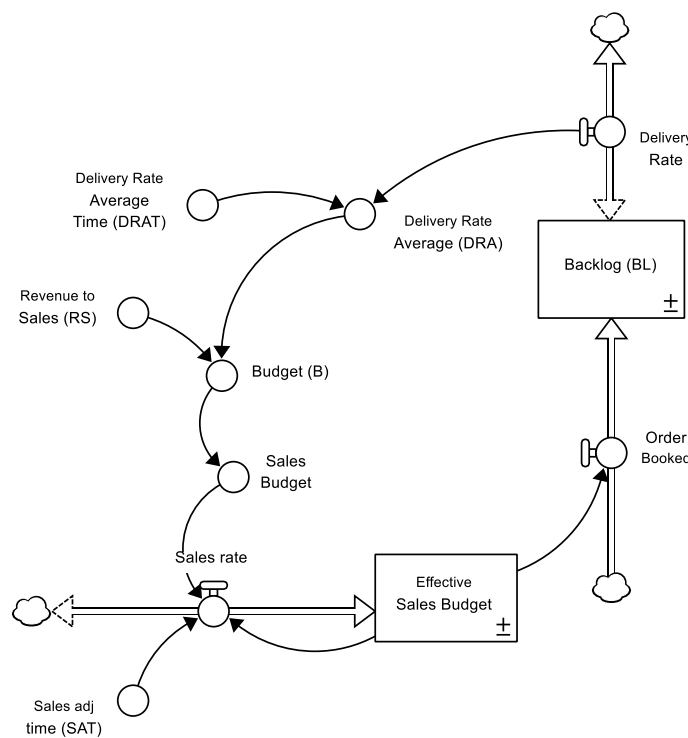 Delivery
Rate
Delivery Rate
Average
Time (DRAT)
Delivery Rate
Average (DRA)
Backlog (BL)
±
Revenue to
Sales (RS)
Budget (B)
Order
Booked
Sales
Budget
Sales rate
Effective
Sales Budget
±
Sales adj
time (SAT)